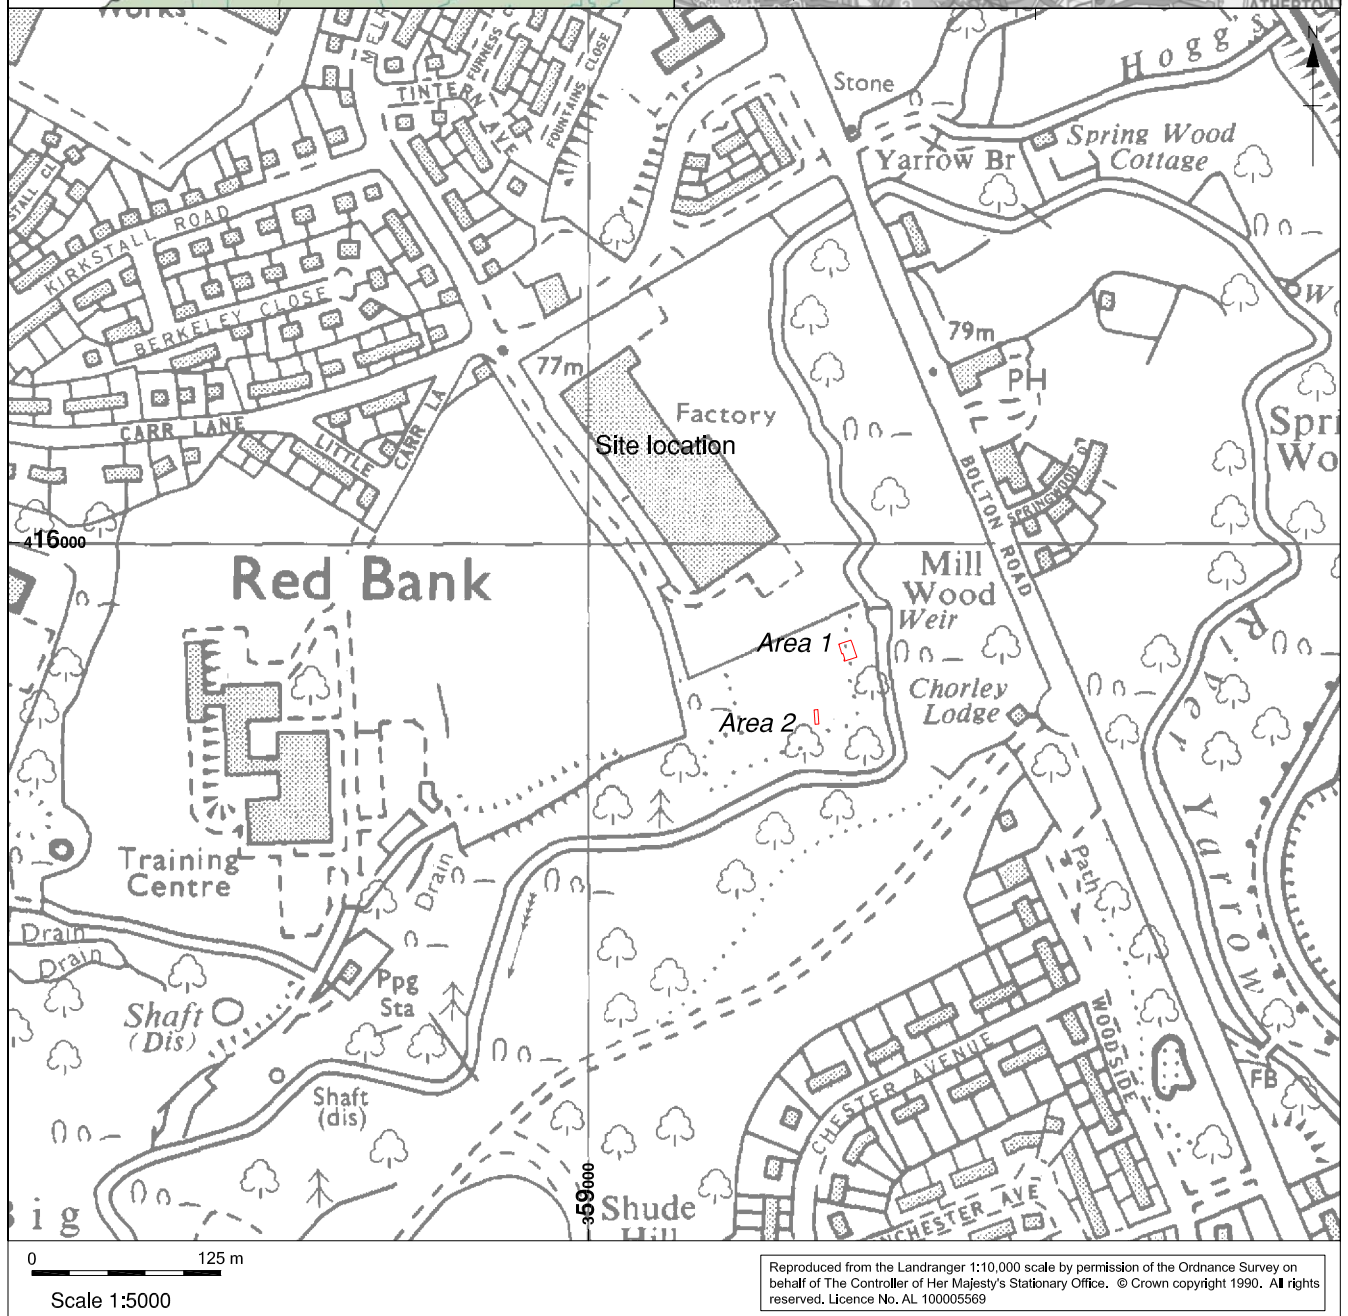 WORKS
ATHERTON
MELR
FURNESS C
FOUNTAINS CLOSE
TINTERN AVE
Stone
Hogg's
N
Yarrow Br
Spring Wood
Cottage
STALL CL
KIRKSTALL ROAD
BERKELEY CLOSE
CARR LANE
LITTLE
CARR LA
77m
Factory
Site location
79m
PH
BOLTON ROAD
SPRINGWOOD
Spri
Wo
W
416000
Red Bank
Mill
Wood
Weir
Area 1
Area 2
Chorley
Lodge
River Yarrow
Training
Centre
Drain
Drain
Drain
Path
Shaft
(Dis)
Ppg
Sta
Shaft
(dis)
CHESTER AVENUE
WOODSIDE
FB
359000
Shude
Hill
NCHESTER AVE
ig
0
125 m
Scale 1:5000
Reproduced from the Landranger 1:10,000 scale by permission of the Ordnance Survey on
behalf of The Controller of Her Majesty's Stationary Office. © Crown copyright 1990. All rights
reserved. Licence No. AL 100005569